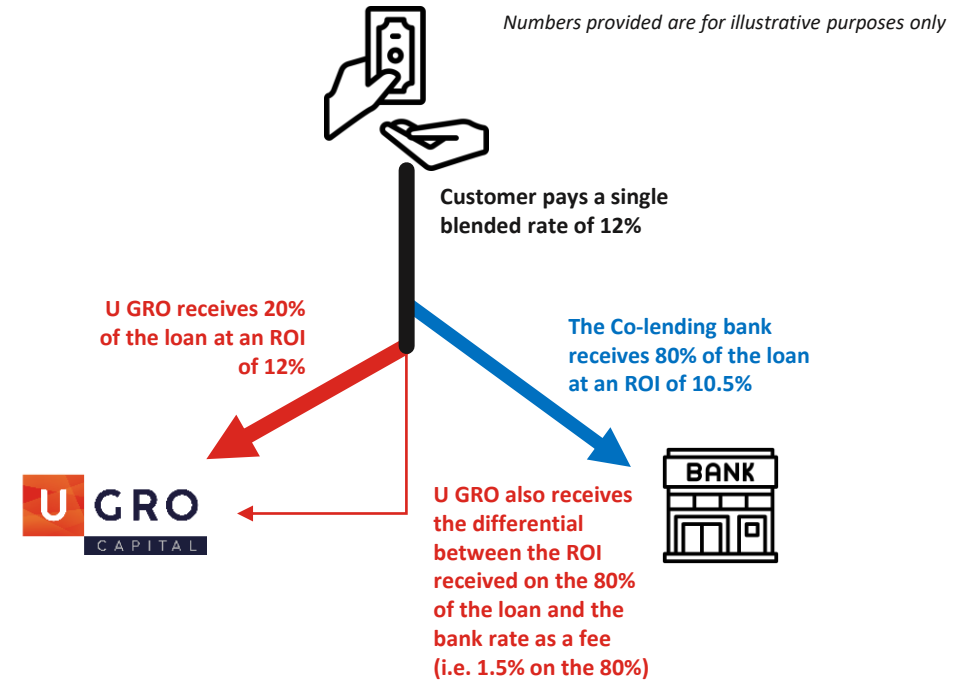 Numbers provided are for illustrative purposes only
Customer pays a single
blended rate of 12%
U GRO receives 20%
of the loan at an ROI
of 12%
The Co-lending bank
receives 80% of the loan
at an ROI of 10.5%
BANK
U GRO
CAPITAL
U GRO also receives
the differential
between the ROI
received on the 80%
of the loan and the
bank rate as a fee
(i.e. 1.5% on the 80%)